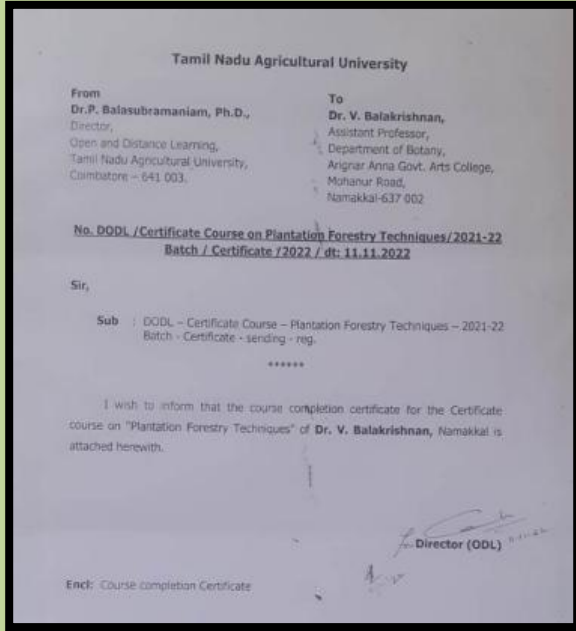 Tamil Nadu Agricultural University
From
Dr.P. Balasubramaniam, Ph.D.,
Director,
Open and Distance Learning,
Tamil Nadu Agricultural University,
Coimbatore – 641 003.
To
Dr. V. Balakrishnan,
Assistant Professor,
Department of Botany,
Arignar Anna Govt. Arts College,
Mohanur Road,
Namakkal-637 002
No. DODL /Certificate Course on Plantation Forestry Techniques/2021-22
Batch / Certificate /2022 / dt: 11.11.2022
Sir,
Sub : DODL – Certificate Course – Plantation Forestry Techniques – 2021-22
Batch - Certificate - sending - reg.
******
I wish to inform that the course completion certificate for the Certificate
course on "Plantation Forestry Techniques" of Dr. V. Balakrishnan, Namakkal is
attached herewith.
Director (ODL)
Encl: Course completion Certificate